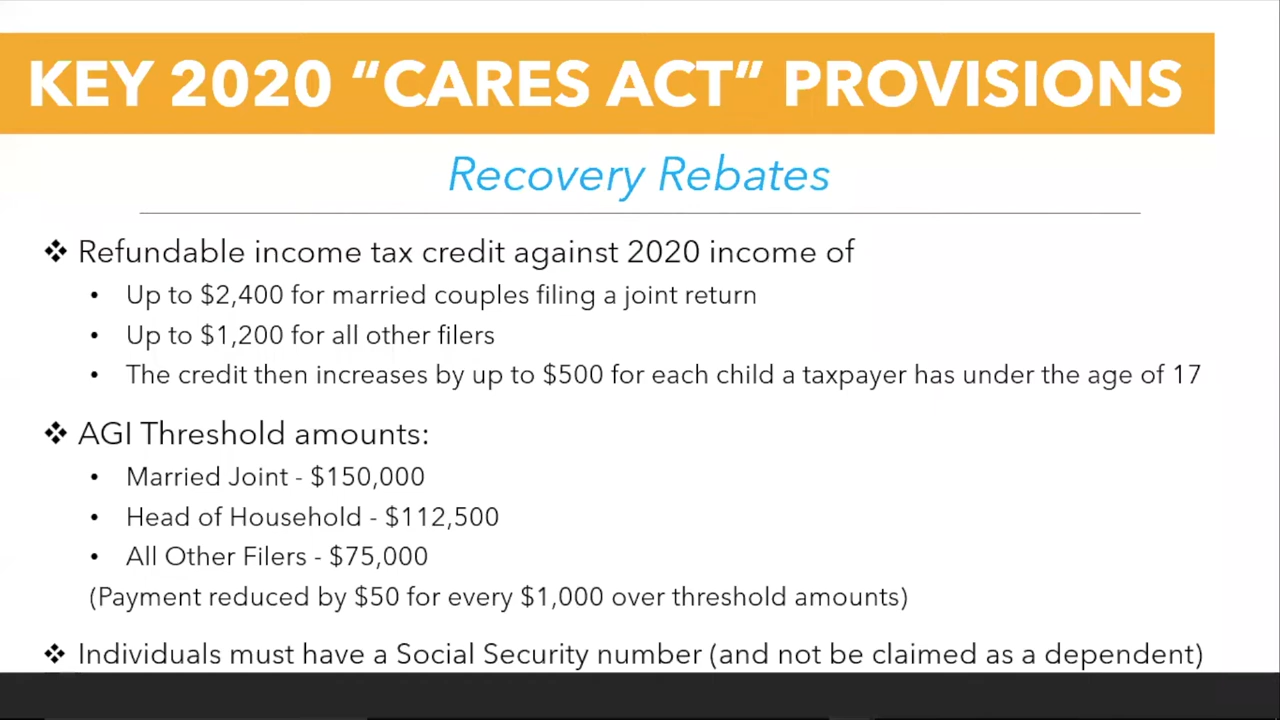 KEY 2020 “CARES ACT” PROVISIONS
Recovery Rebates
❖ Refundable income tax credit against 2020 income of
• Up to $2,400 for married couples filing a joint return
• Up to $1,200 for all other filers
• The credit then increases by up to $500 for each child a taxpayer has under the age of 17
❖ AGI Threshold amounts:
• Married Joint - $150,000
• Head of Household - $112,500
• All Other Filers - $75,000
(Payment reduced by $50 for every $1,000 over threshold amounts)
❖ Individuals must have a Social Security number (and not be claimed as a dependent)